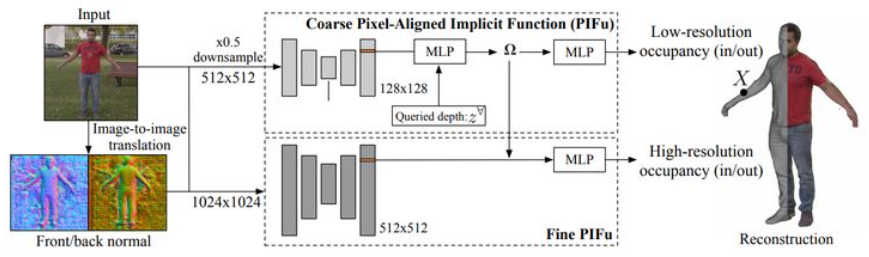 Input
Coarse Pixel-Aligned Implicit Function (PIFu)
x0.5
downsample
512x512
MLP
Ω
MLP
Low-resolution
occupancy (in/out)
128x128
Queried depth: z∀
X
Image-to-image
translation
1024x1024
Front/back normal
512x512
MLP
Fine PIFu
High-resolution
occupancy (in/out)
Reconstruction